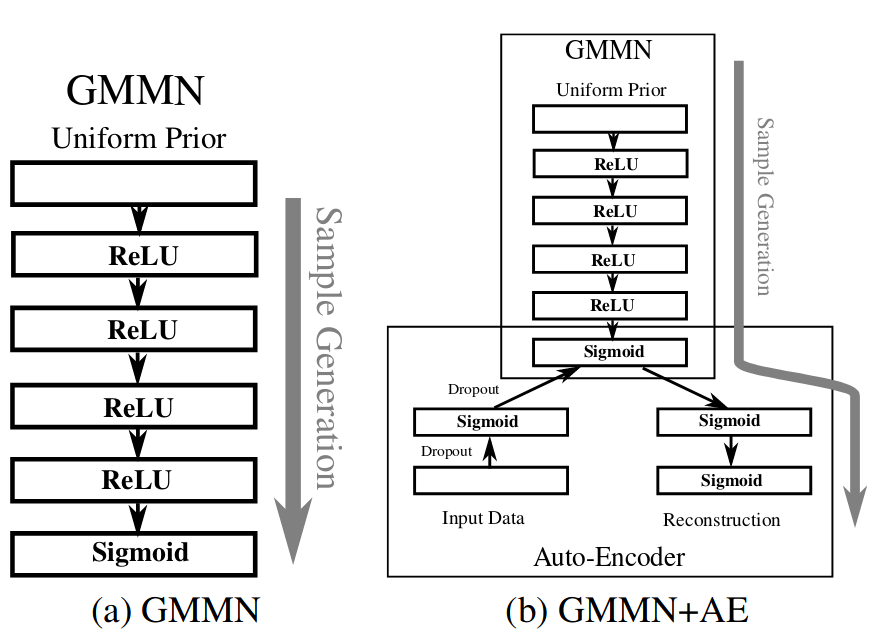 GMMN
Uniform Prior
ReLU
ReLU
ReLU
ReLU
Sigmoid
Sample Generation
(a) GMMN
GMMN
Uniform Prior
ReLU
ReLU
ReLU
ReLU
Sigmoid
Sample Generation
Dropout
Sigmoid
Dropout
Input Data
Sigmoid
Sigmoid
Reconstruction
Auto-Encoder
(b) GMMN+AE